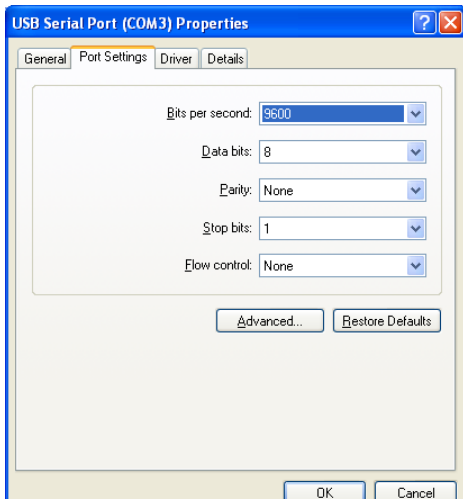 USB Serial Port (COM3) Properties
General Port Settings Driver Details
Bits per second: 9600
Data bits: 8
Parity: None
Stop bits: 1
Flow control: None
Advanced... Restore Defaults
OK Cancel